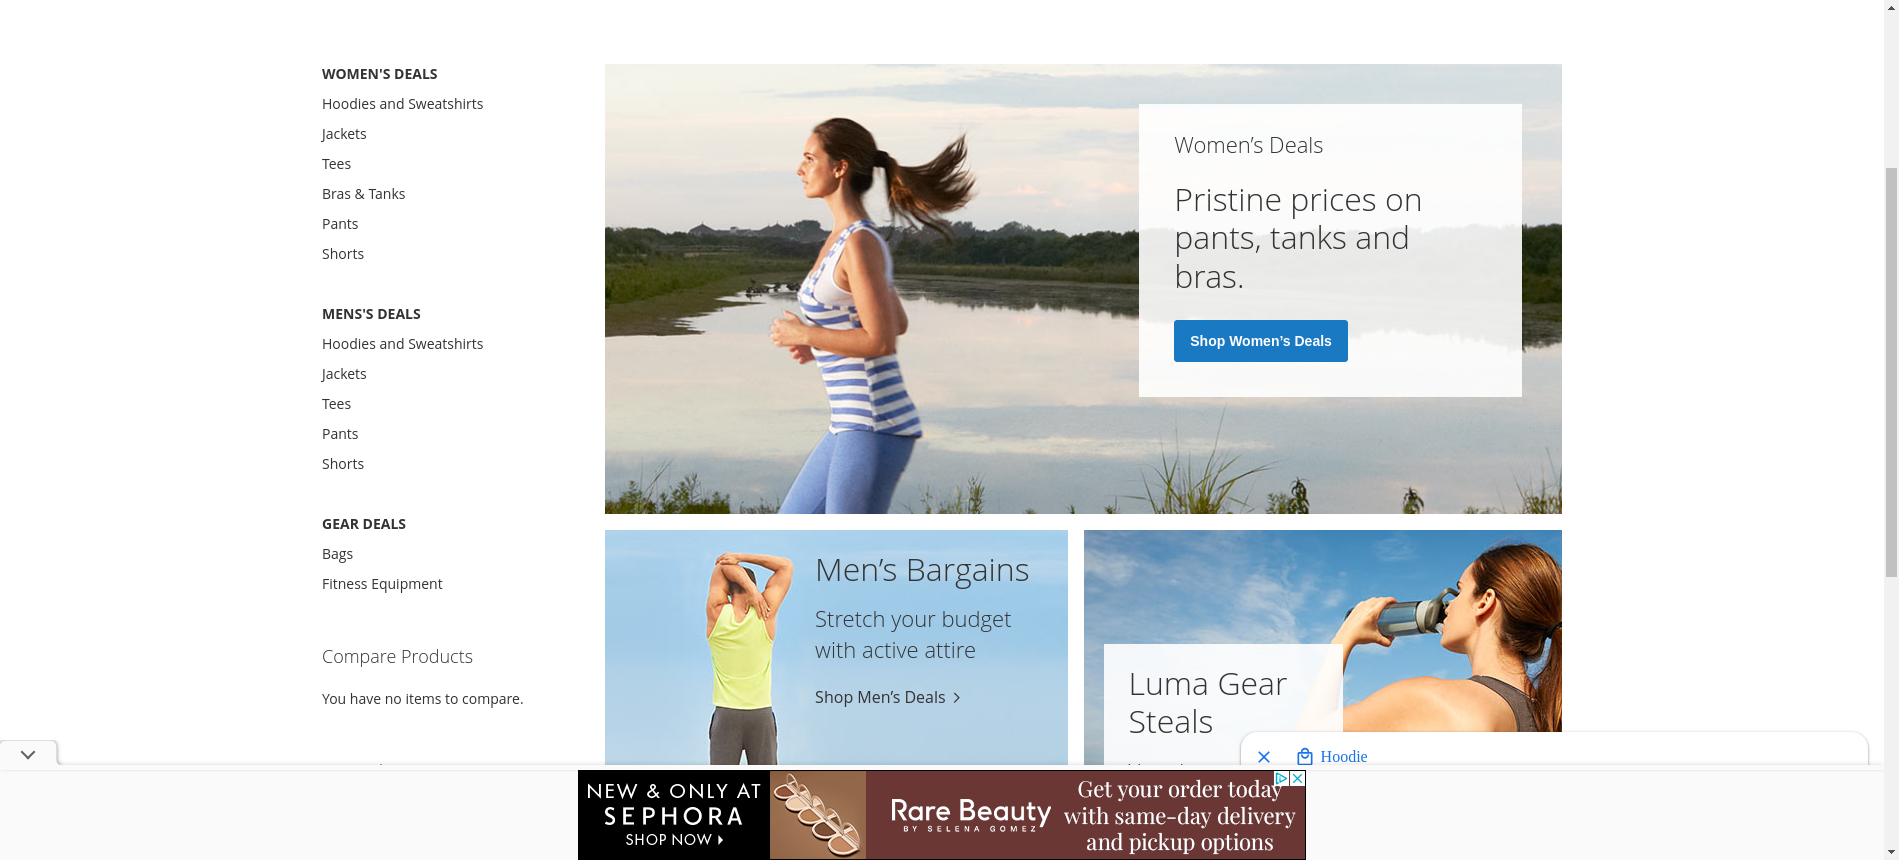 WOMEN'S DEALS
Hoodies and Sweatshirts
Jackets
Tees
Bras & Tanks
Pants
Shorts
MENS'S DEALS
Hoodies and Sweatshirts
Jackets
Tees
Pants
Shorts
GEAR DEALS
Bags
Fitness Equipment
Compare Products
You have no items to compare.
Women’s Deals
Pristine prices on
pants, tanks and
bras.
Shop Women’s Deals
Men’s Bargains
Stretch your budget
with active attire
Shop Men’s Deals
Luma Gear
Steals
Hoodie
NEW & ONLY AT
SEPHORA
SHOP NOW
Rare Beauty
BY SELENA GOMEZ
Get your order today
with same-day delivery
and pickup options